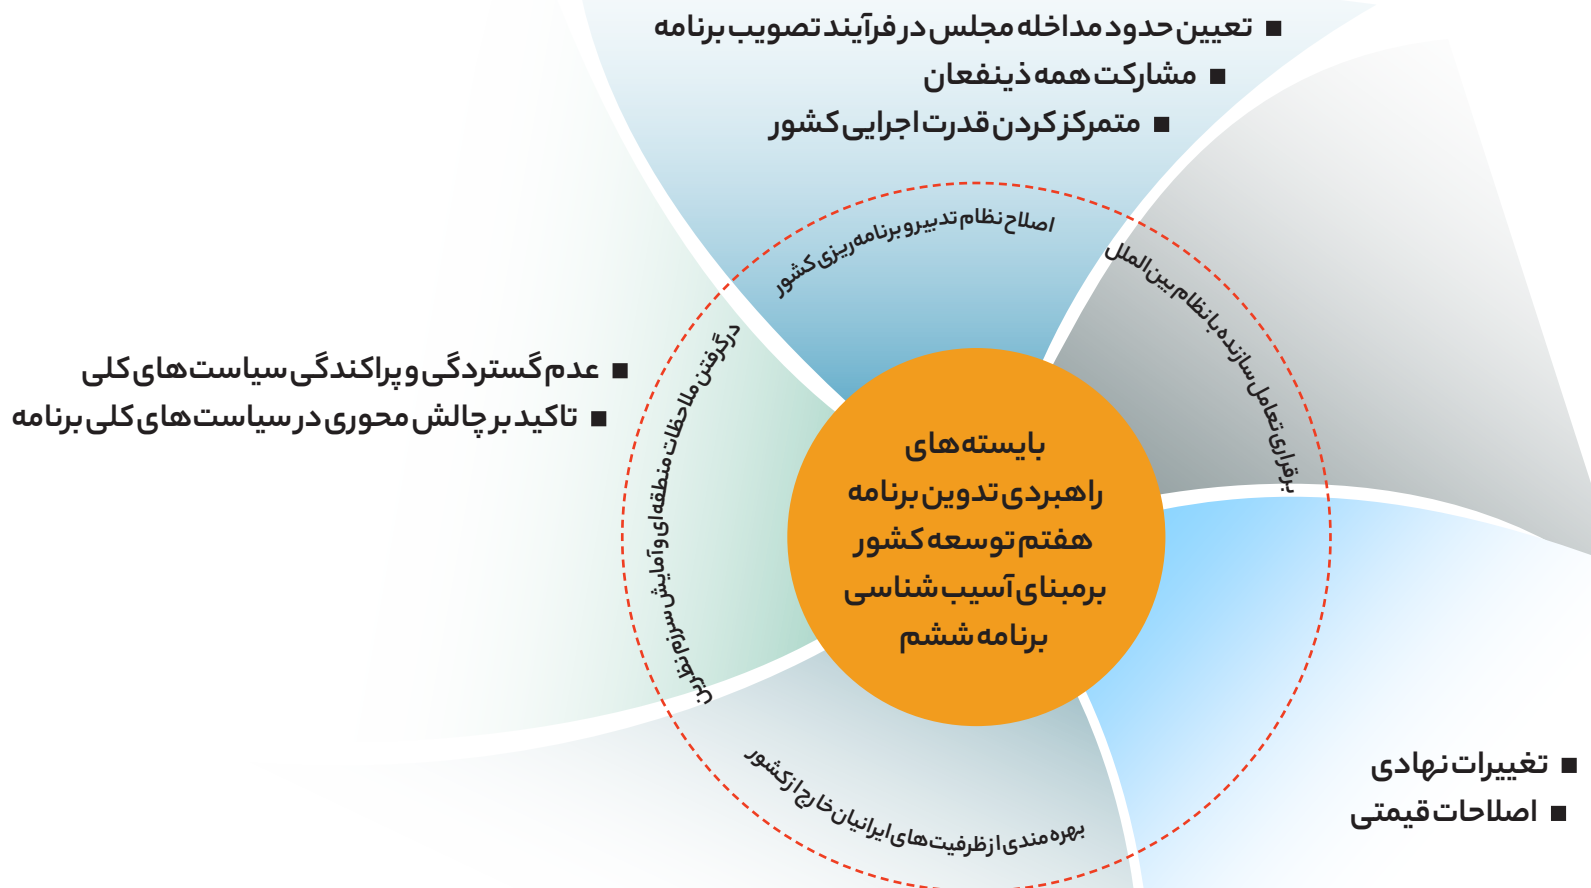 تعیین حدود مداخله مجلس در فرآیند تصویب برنامه
مشارکت همه ذینفعان
متمرکز کردن قدرت اجرایی کشور
اصلاح نظام تدبیر و برنامه‌ریزی کشور
برقراری تعامل سازنده با نظام بین الملل
درگرفتن ملاحظات منطقه‌ای و آمایش سرزم نظرین
عدم گستردگی و پراکندگی سیاست‌های کلی
تاکید بر چالش محوری در سیاست‌های کلی برنامه
بایسته‌های
راهبردی تدوین برنامه
هفتم توسعه کشور
برمبنای آسیب شناسی
برنامه ششم
بهره مندی از ظرفیت‌های ایرانیان خارج از کشور
تغییرات نهادی
اصلاحات قیمتی